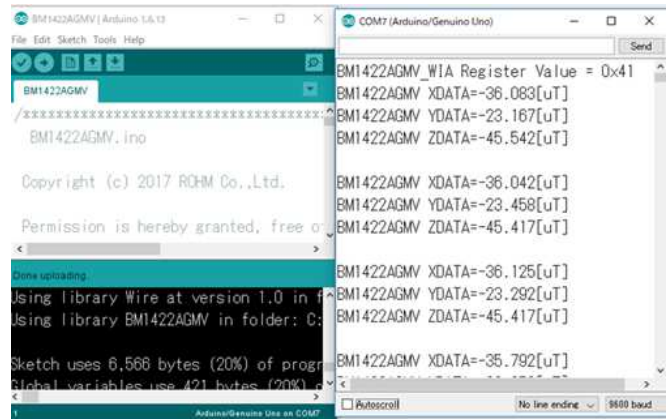 BM1422AGMV | Arduino 1.6.13
File Edit Sketch Tools Help
BM1422AGMV
BM1422AGMV.ino
Copyright (c) 2017 ROHM Co.,Ltd.
Permission is hereby granted, free o
Done uploading.
Using library Wire at version 1.0 in f
Using library BM1422AGMV in folder: C:
Sketch uses 6,566 bytes (20%) of progr
Global variables use 421 bytes (20%) o
1
Arduino/Genuino Uno on COM7
COM7 (Arduino/Genuino Uno)
Send
BM1422AGMV_WIA Register Value = 0x41
BM1422AGMV XDATA=-36.083[uT]
BM1422AGMV YDATA=-23.167[uT]
BM1422AGMV ZDATA=-45.542[uT]
BM1422AGMV XDATA=-36.042[uT]
BM1422AGMV YDATA=-23.458[uT]
BM1422AGMV ZDATA=-45.417[uT]
BM1422AGMV XDATA=-36.125[uT]
BM1422AGMV YDATA=-23.292[uT]
BM1422AGMV ZDATA=-45.417[uT]
BM1422AGMV XDATA=-35.792[uT]
Autoscroll
No line ending
9600 baud